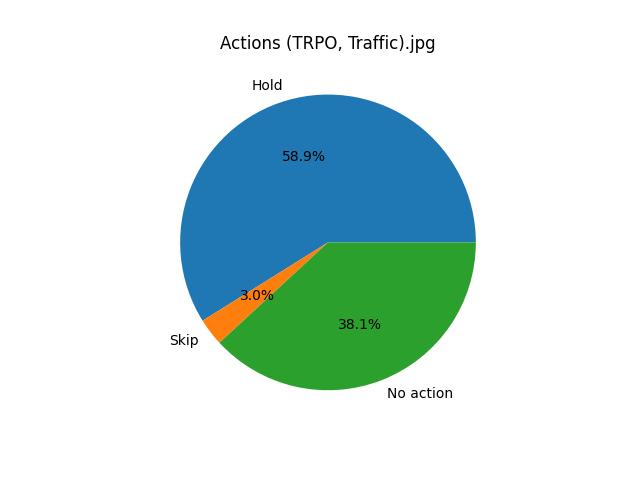 Actions (TRPO, Traffic).jpg
Hold
58.9%
3.0%
Skip
38.1%
No action